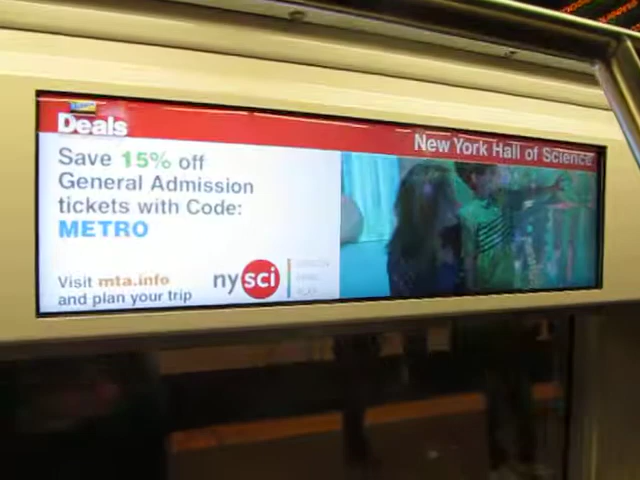 Deals
New York Hall of Science
Save 15% off
General Admission
tickets with Code:
METRO
Visit mta.info
and plan your trip
nysci